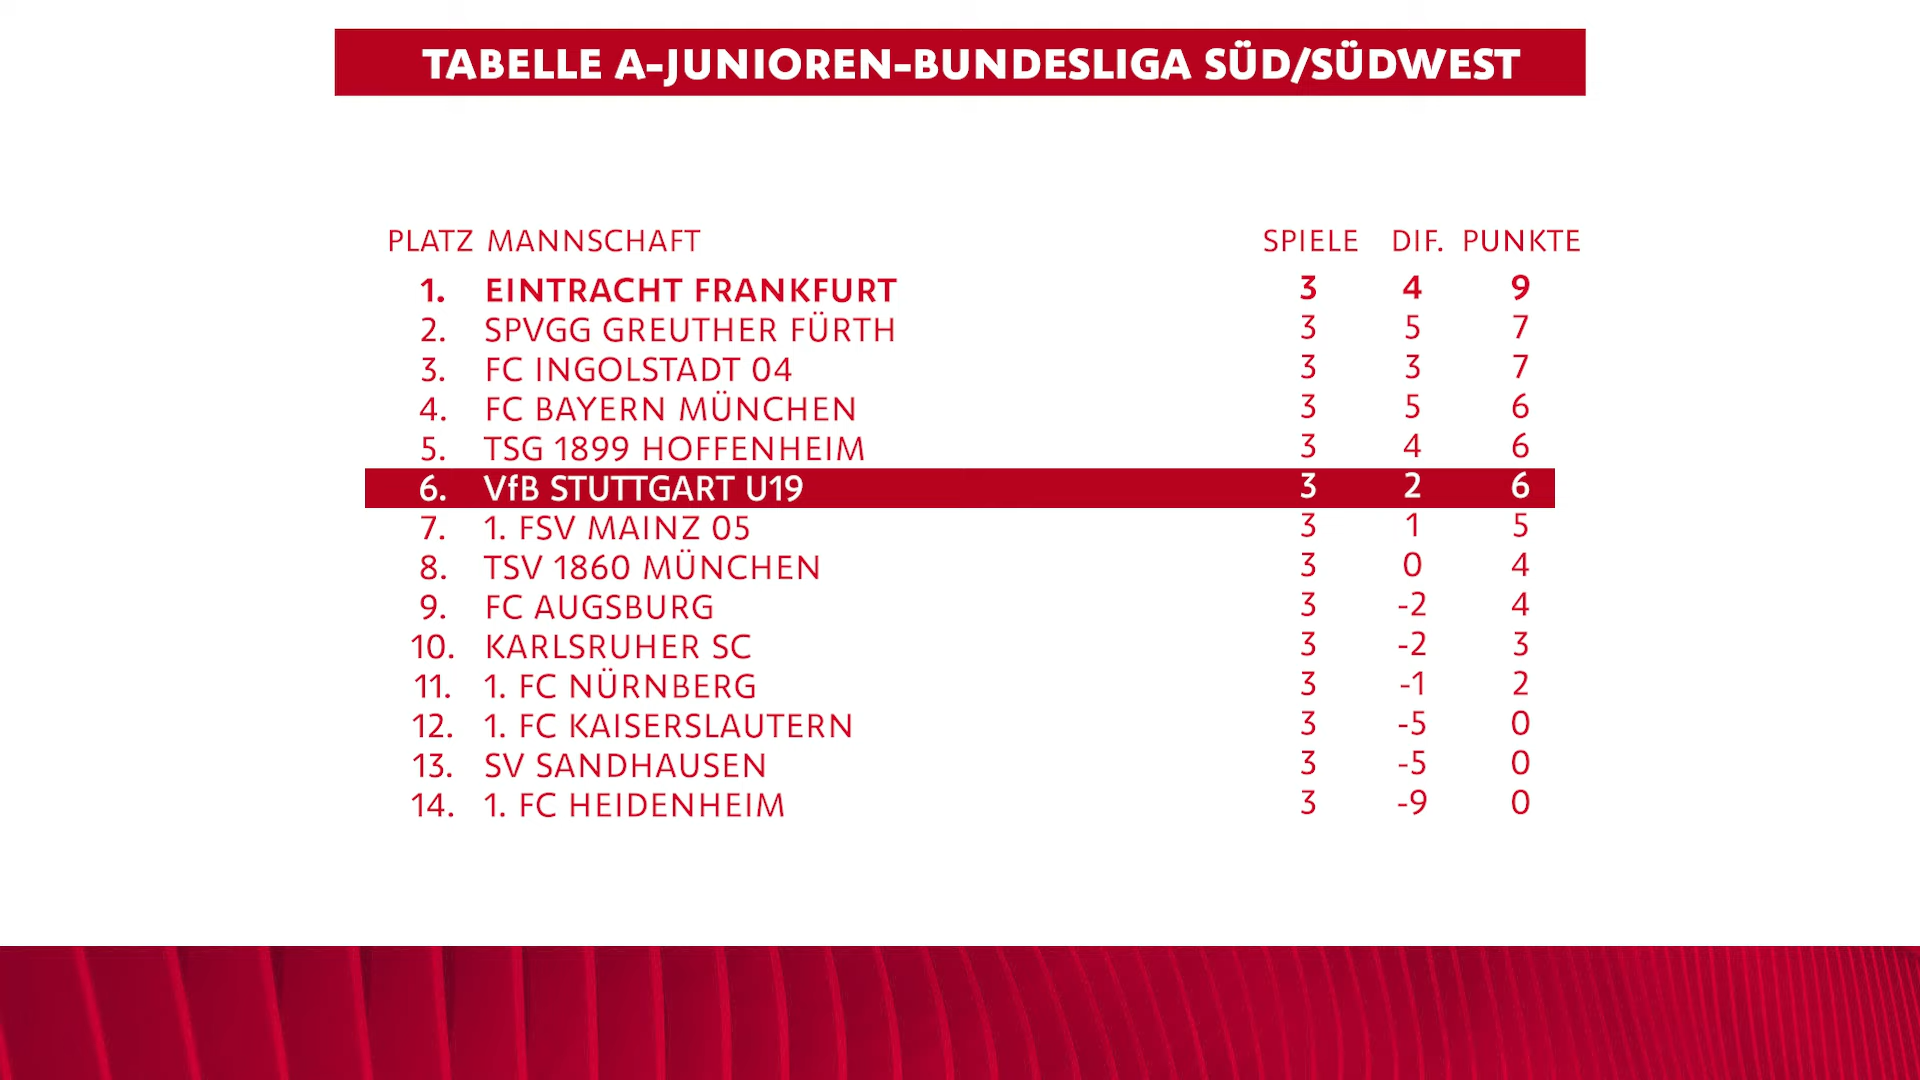 TABELLE A-JUNIOREN-BUNDESLIGA SÜD/SÜDWEST
PLATZ MANNSCHAFT SPIELE DIF. PUNKTE
1. EINTRACHT FRANKFURT 3 4 9
2. SPVGG GREUTHER FÜRTH 3 5 7
3. FC INGOLSTADT 04 3 3 7
4. FC BAYERN MÜNCHEN 3 5 6
5. TSG 1899 HOFFENHEIM 3 4 6
6. VfB STUTTGART U19 3 2 6
7. 1. FSV MAINZ 05 3 1 5
8. TSV 1860 MÜNCHEN 3 0 4
9. FC AUGSBURG 3 -2 4
10. KARLSRUHER SC 3 -2 3
11. 1. FC NÜRNBERG 3 -1 2
12. 1. FC KAISERSLAUTERN 3 -5 0
13. SV SANDHAUSEN 3 -5 0
14. 1. FC HEIDENHEIM 3 -9 0